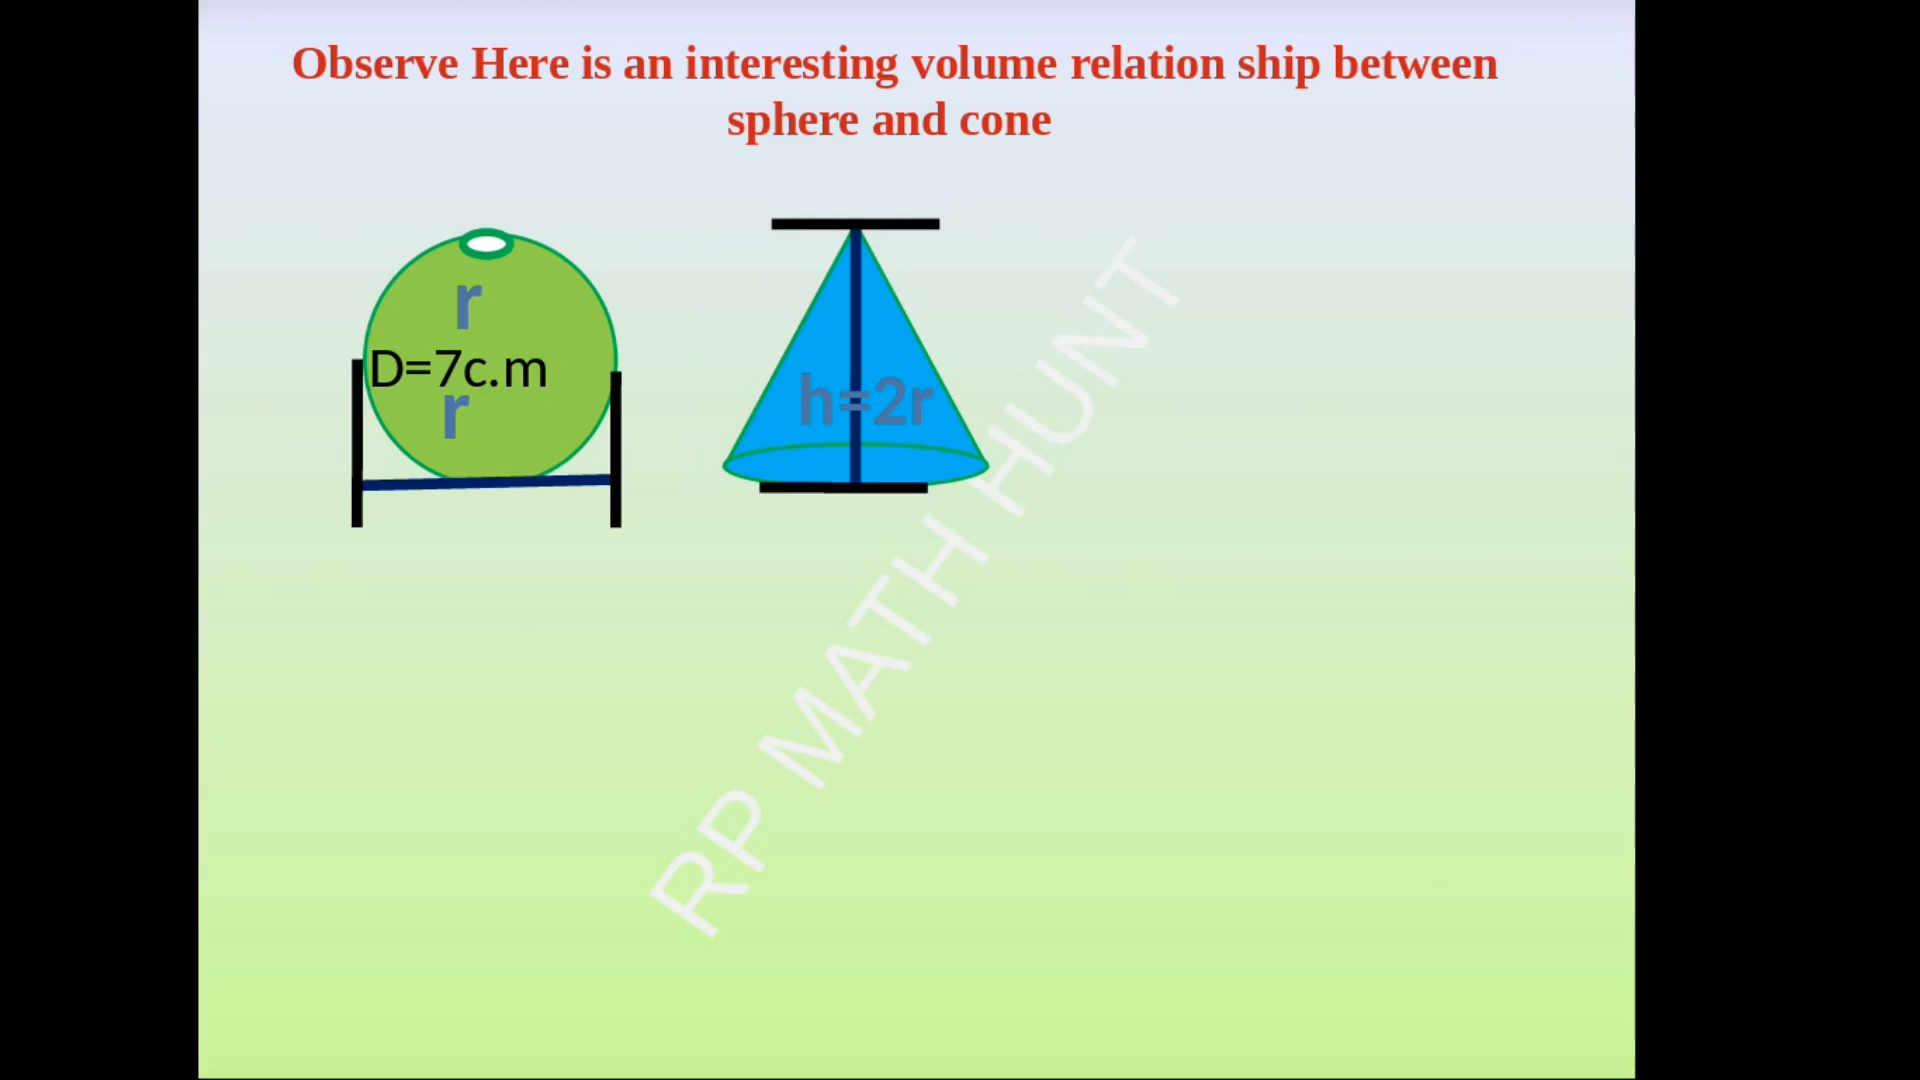 Observe Here is an interesting volume relation ship between
sphere and cone
r
D=7c.m
r
h=2r
RP MATH HUNT